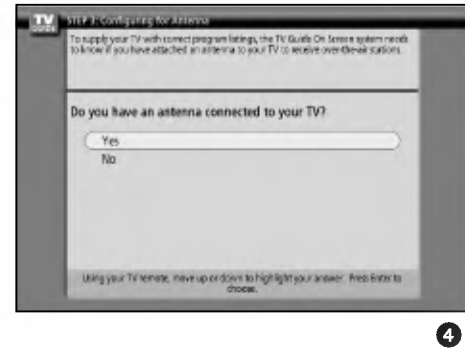 TV
GUIDE
STEP 3: Configuring for Antenna
To supply your TV with correct program listings, the TV Guide On Screen system needs
to know if you have attached an antenna to your TV to receive over-the-air stations.
Do you have an antenna connected to your TV?
Yes
No
Using your TV remote, move up or down to highlight your answer. Press Enter to
choose.
4